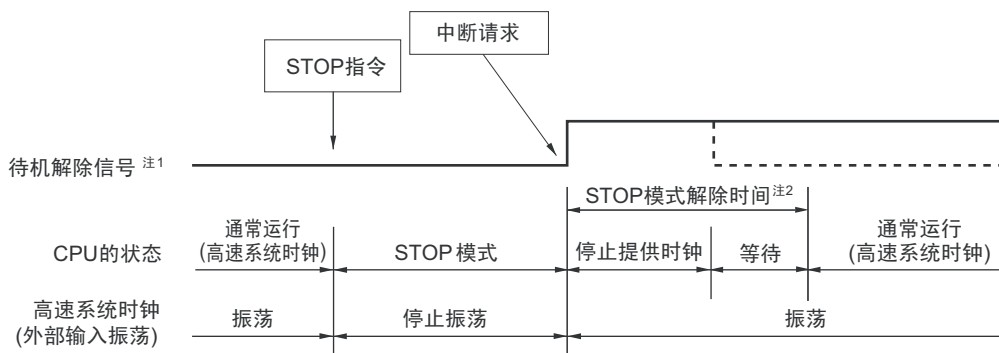 中断请求
STOP指令
待机解除信号 注1
STOP模式解除时间注2
CPU的状态
通常运行
(高速系统时钟)
STOP模式
停止提供时钟
等待
通常运行
(高速系统时钟)
高速系统时钟
(外部输入振荡)
振荡
停止振荡
振荡